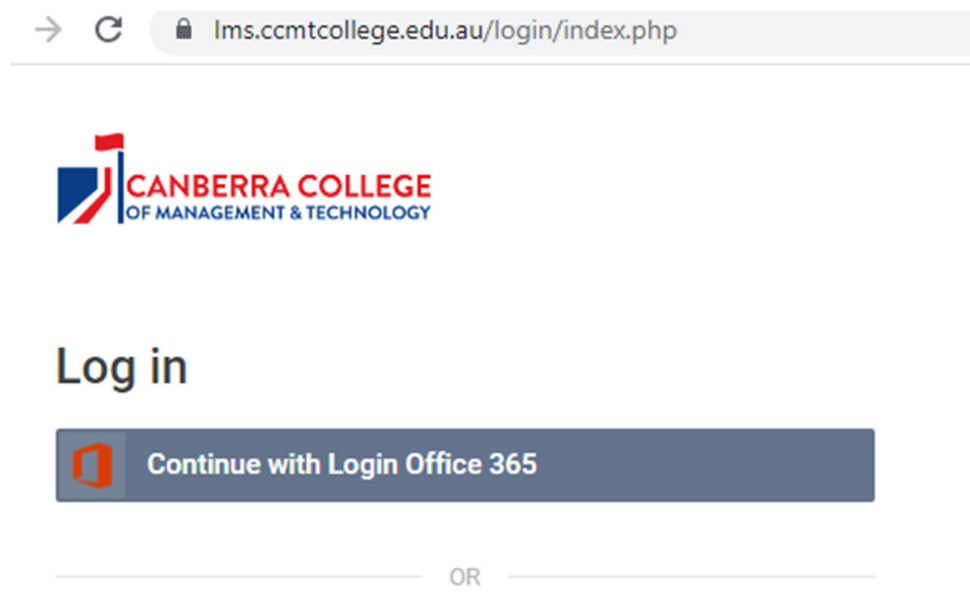 lms.ccmtcollege.edu.au/login/index.php
CANBERRA COLLEGE
OF MANAGEMENT & TECHNOLOGY
Log in
Continue with Login Office 365
OR